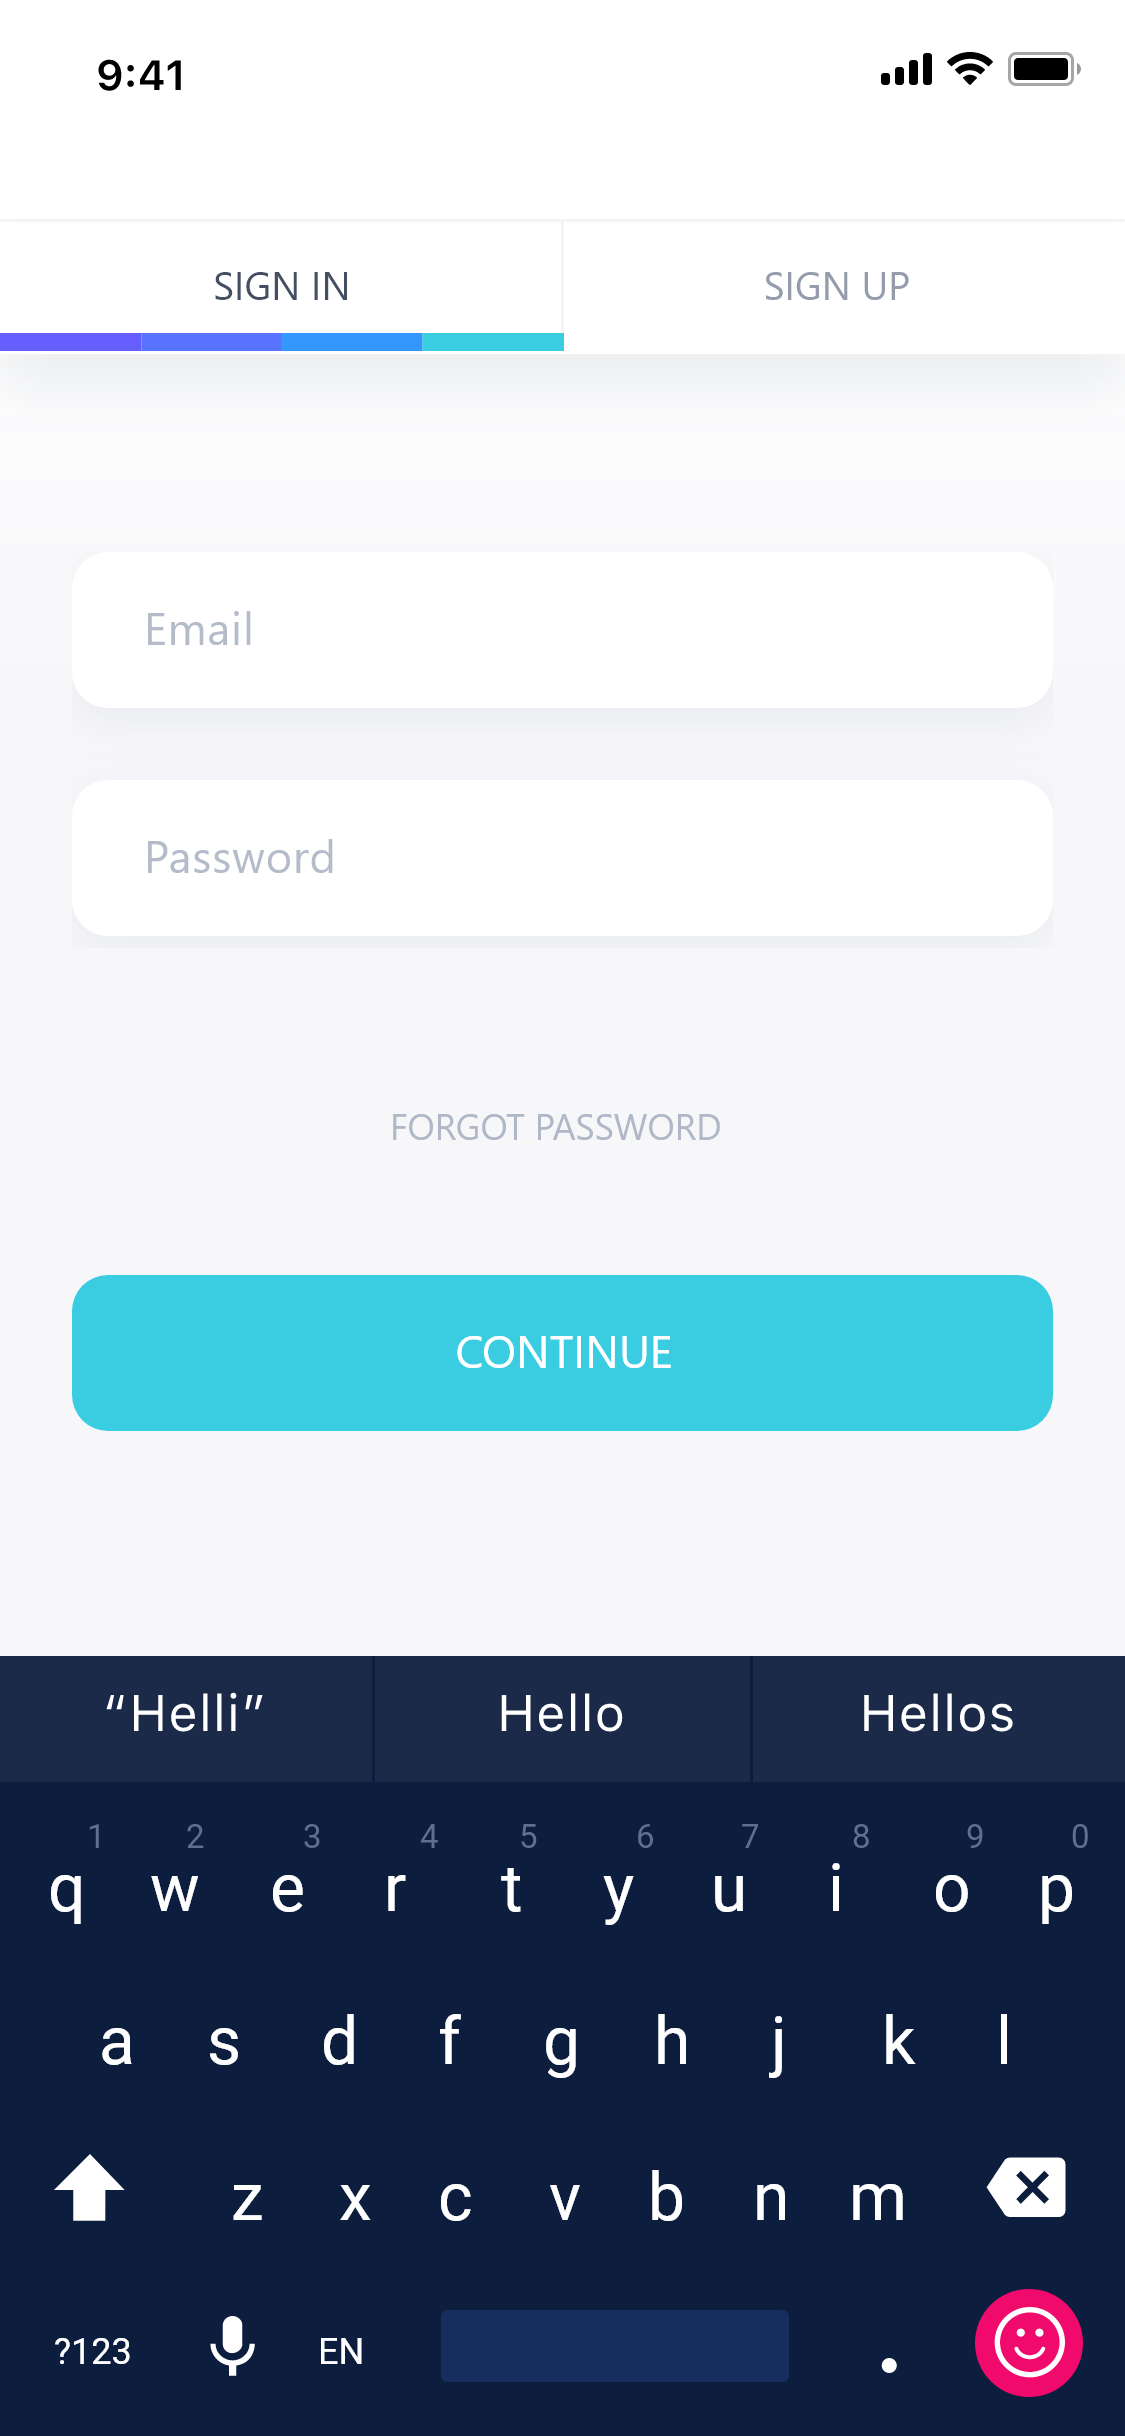 9:41
SIGN IN SIGN UP
Email
Password
FORGOT PASSWORD
CONTINUE
“Helli” Hello Hellos
1 2 3 4 5 6 7 8 9 0
q w e r t y u i o p
a s d f g h j k l
z x c v b n m
?123 EN .